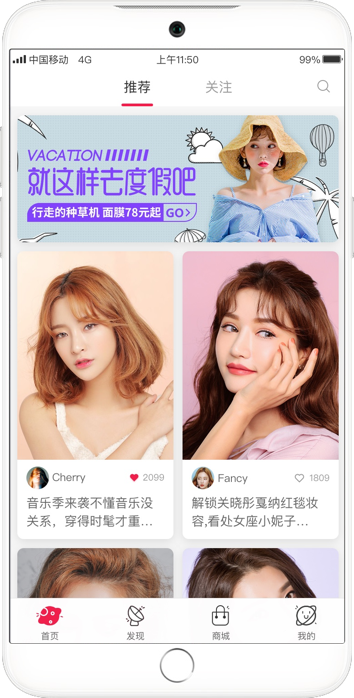 中国移动 4G 上午11:50 99%
推荐 关注
VACATION
就这样去度假吧
行走的种草机 面膜78元起 GO>
Cherry 2099
音乐季来袭不懂音乐没
关系，穿得时髦才重...
Fancy 1809
解锁关晓彤戛纳红毯妆
容,看处女座小妮子...
首页 发现 商城 我的